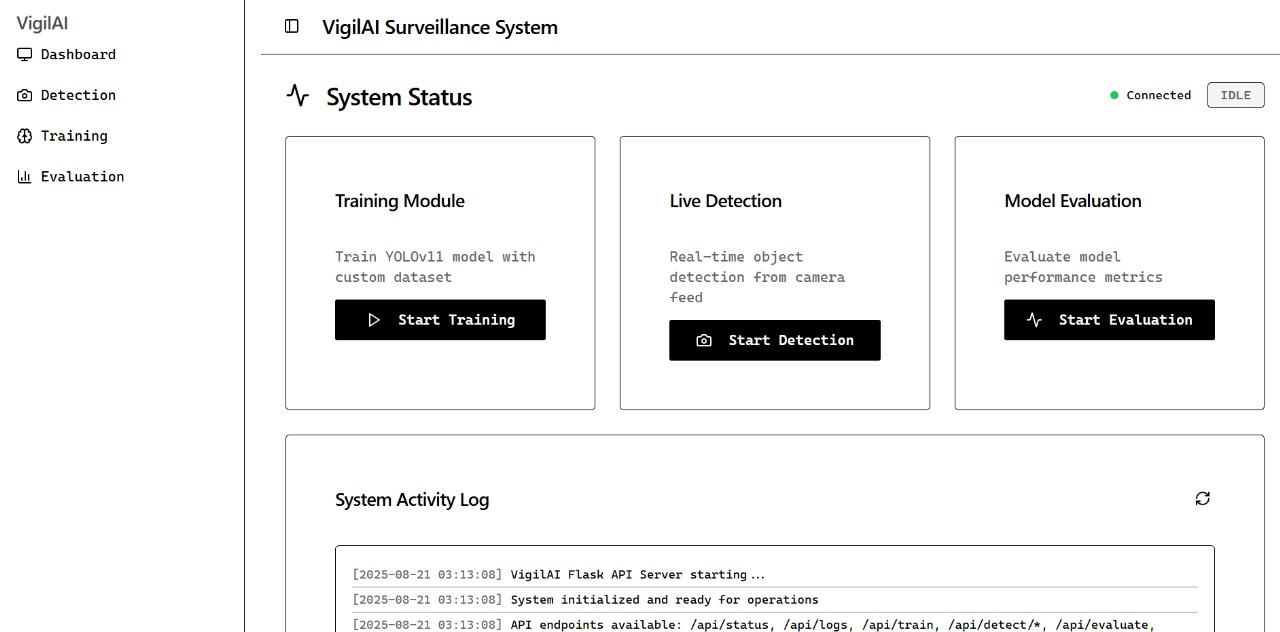 VigilAI
Dashboard
Detection
Training
Evaluation
VigilAI Surveillance System
System Status
Connected
IDLE
Training Module
Train YOLOv11 model with
custom dataset
Start Training
Live Detection
Real-time object
detection from camera
feed
Start Detection
Model Evaluation
Evaluate model
performance metrics
Start Evaluation
System Activity Log
[2025-08-21 03:13:08] VigilAI Flask API Server starting...
[2025-08-21 03:13:08] System initialized and ready for operations
[2025-08-21 03:13:08] API endpoints available: /api/status, /api/logs, /api/train, /api/detect/*, /api/evaluate,